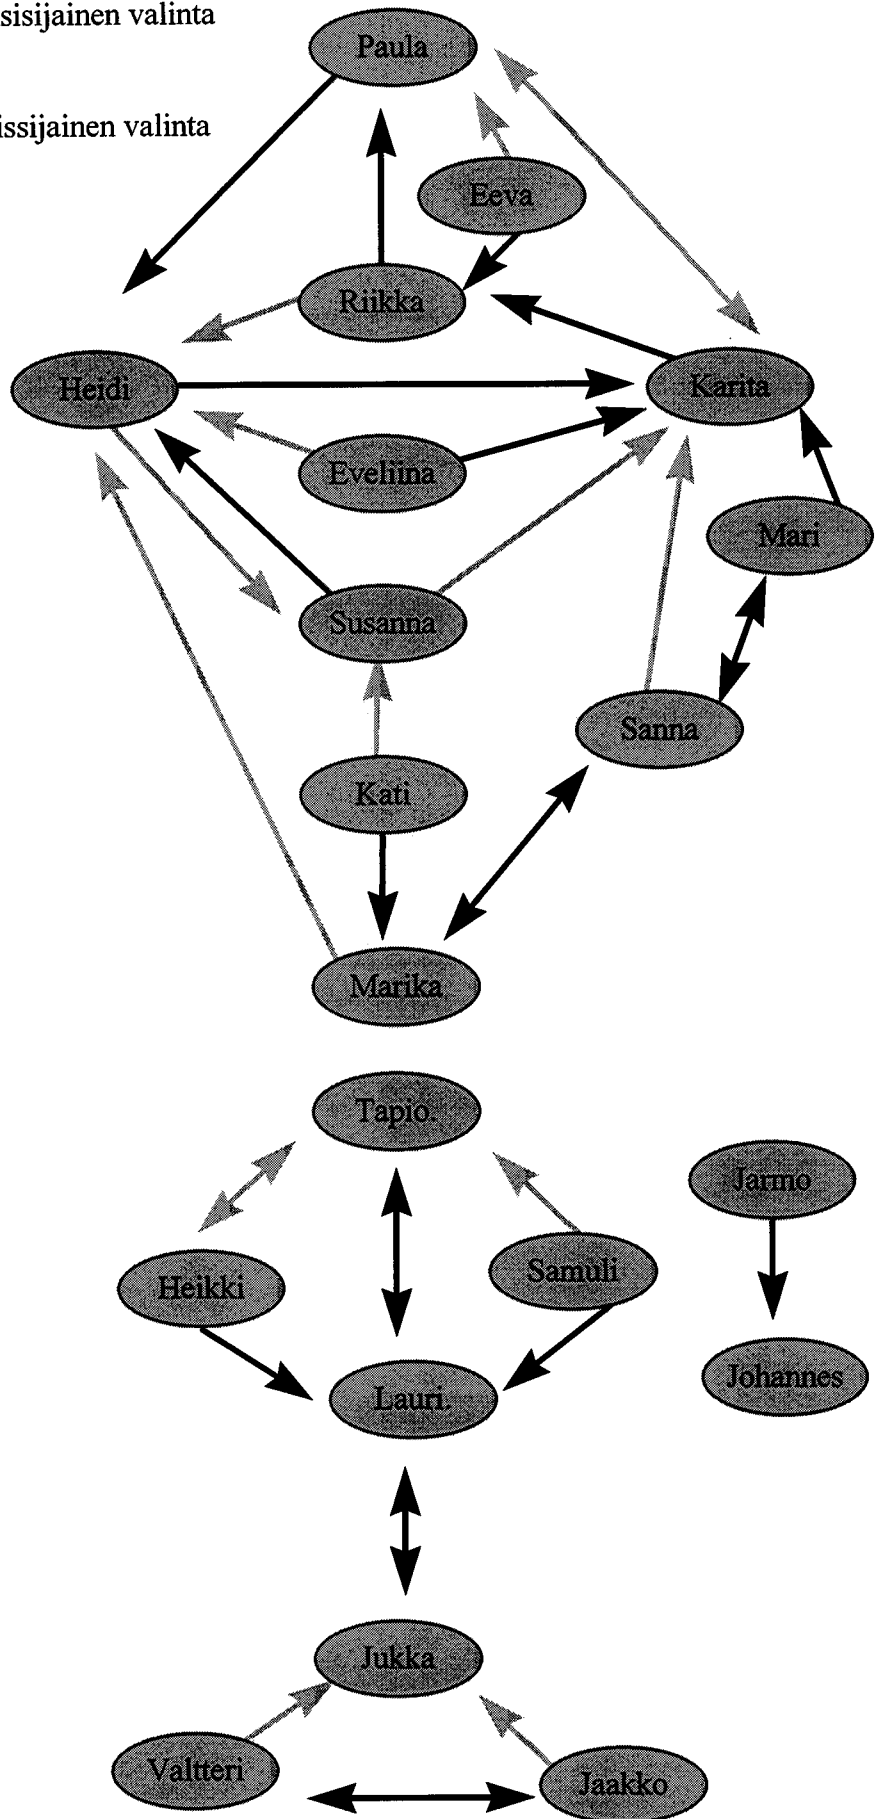 sisijainen valinta
issijainen valinta
Paula
Eeva
Riikka
Heidi
Karita
Eveliina
Mari
Susanna
Sanna
Kati
Marika
Tapio.
Jarmo
Heikki
Samuli
Johannes
Lauri.
Jukka
Valtteri
Jaakko